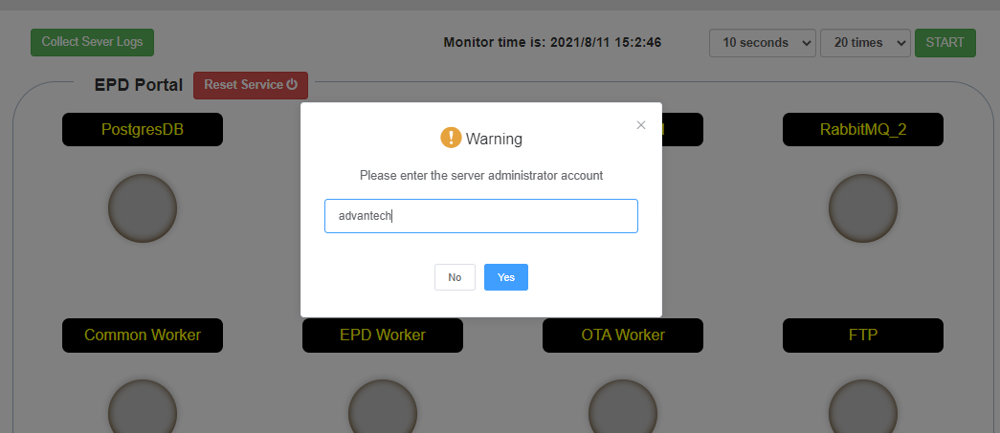 Collect Sever Logs
Monitor time is: 2021/8/11 15:2:46
10 seconds
20 times
START
EPD Portal
Reset Service
PostgresDB
RabbitMQ_2
Warning
Please enter the server administrator account
advantech
No
Yes
Common Worker
EPD Worker
OTA Worker
FTP